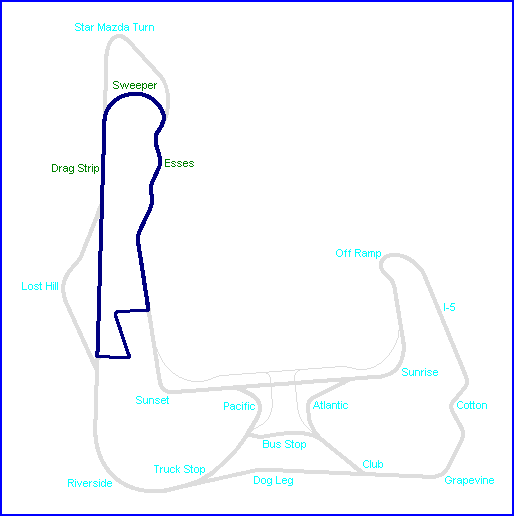 Star Mazda Turn
Sweeper
Drag Strip
Esses
Off Ramp
Lost Hill
I-5
Sunrise
Sunset
Pacific
Atlantic
Cotton
Bus Stop
Truck Stop
Club
Dog Leg
Riverside
Grapevine